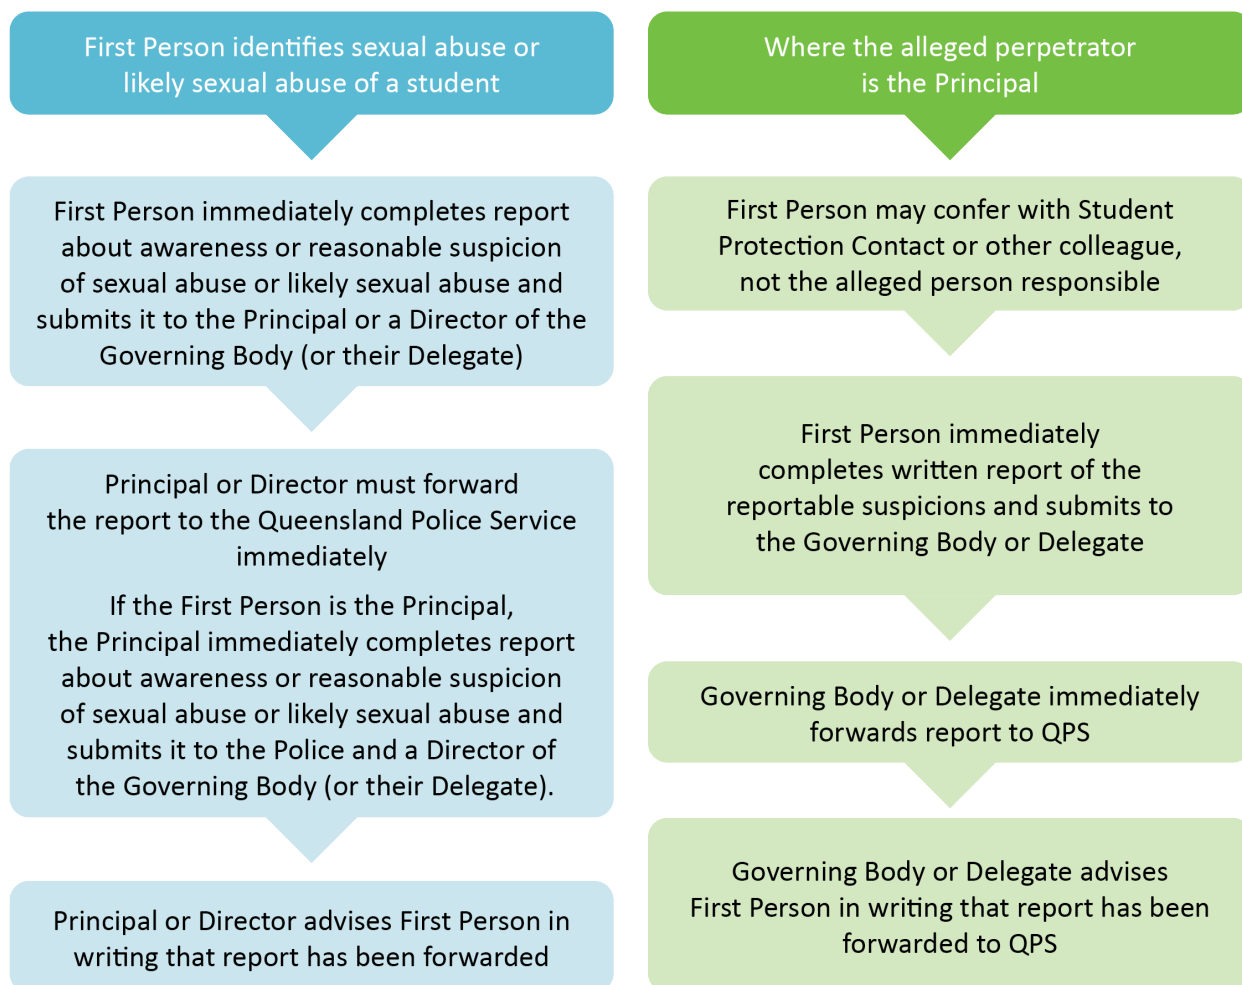 First Person identifies sexual abuse or
likely sexual abuse of a student
First Person immediately completes report
about awareness or reasonable suspicion
of sexual abuse or likely sexual abuse and
submits it to the Principal or a Director of the
Governing Body (or their Delegate)
Principal or Director must forward
the report to the Queensland Police Service
immediately
If the First Person is the Principal,
the Principal immediately completes report
about awareness or reasonable suspicion
of sexual abuse or likely sexual abuse and
submits it to the Police and a Director of
the Governing Body (or their Delegate).
Principal or Director advises First Person in
writing that report has been forwarded
Where the alleged perpetrator
is the Principal
First Person may confer with Student
Protection Contact or other colleague,
not the alleged person responsible
First Person immediately
completes written report of the
reportable suspicions and submits to
the Governing Body or Delegate
Governing Body or Delegate immediately
forwards report to QPS
Governing Body or Delegate advises
First Person in writing that report has been
forwarded to QPS